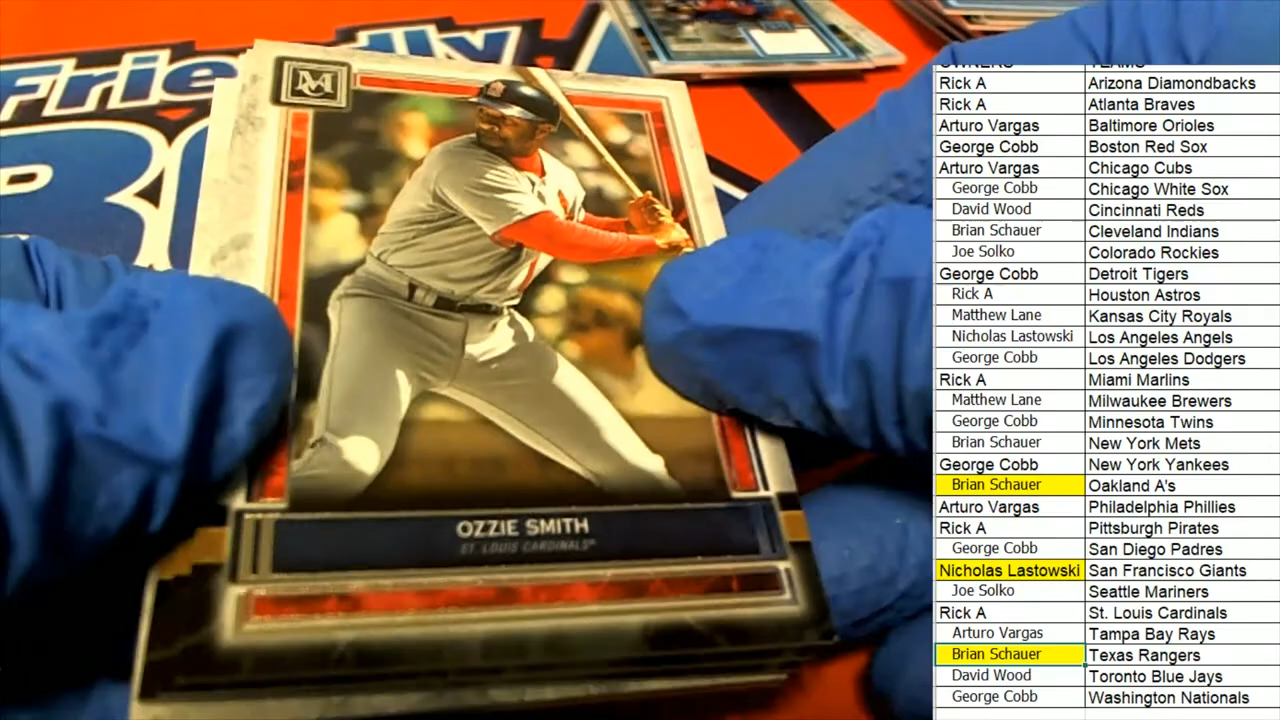 Friendly
P
MC
OZZIE SMITH
ST. LOUIS CARDINALS
OWNERS TEAMS
Rick A Arizona Diamondbacks
Rick A Atlanta Braves
Arturo Vargas Baltimore Orioles
George Cobb Boston Red Sox
Arturo Vargas Chicago Cubs
George Cobb Chicago White Sox
David Wood Cincinnati Reds
Brian Schauer Cleveland Indians
Joe Solko Colorado Rockies
George Cobb Detroit Tigers
Rick A Houston Astros
Matthew Lane Kansas City Royals
Nicholas Lastowski Los Angeles Angels
George Cobb Los Angeles Dodgers
Rick A Miami Marlins
Matthew Lane Milwaukee Brewers
George Cobb Minnesota Twins
Brian Schauer New York Mets
George Cobb New York Yankees
Brian Schauer Oakland A's
Arturo Vargas Philadelphia Phillies
Rick A Pittsburgh Pirates
George Cobb San Diego Padres
Nicholas Lastowski San Francisco Giants
Joe Solko Seattle Mariners
Rick A St. Louis Cardinals
Arturo Vargas Tampa Bay Rays
Brian Schauer Texas Rangers
David Wood Toronto Blue Jays
George Cobb Washington Nationals